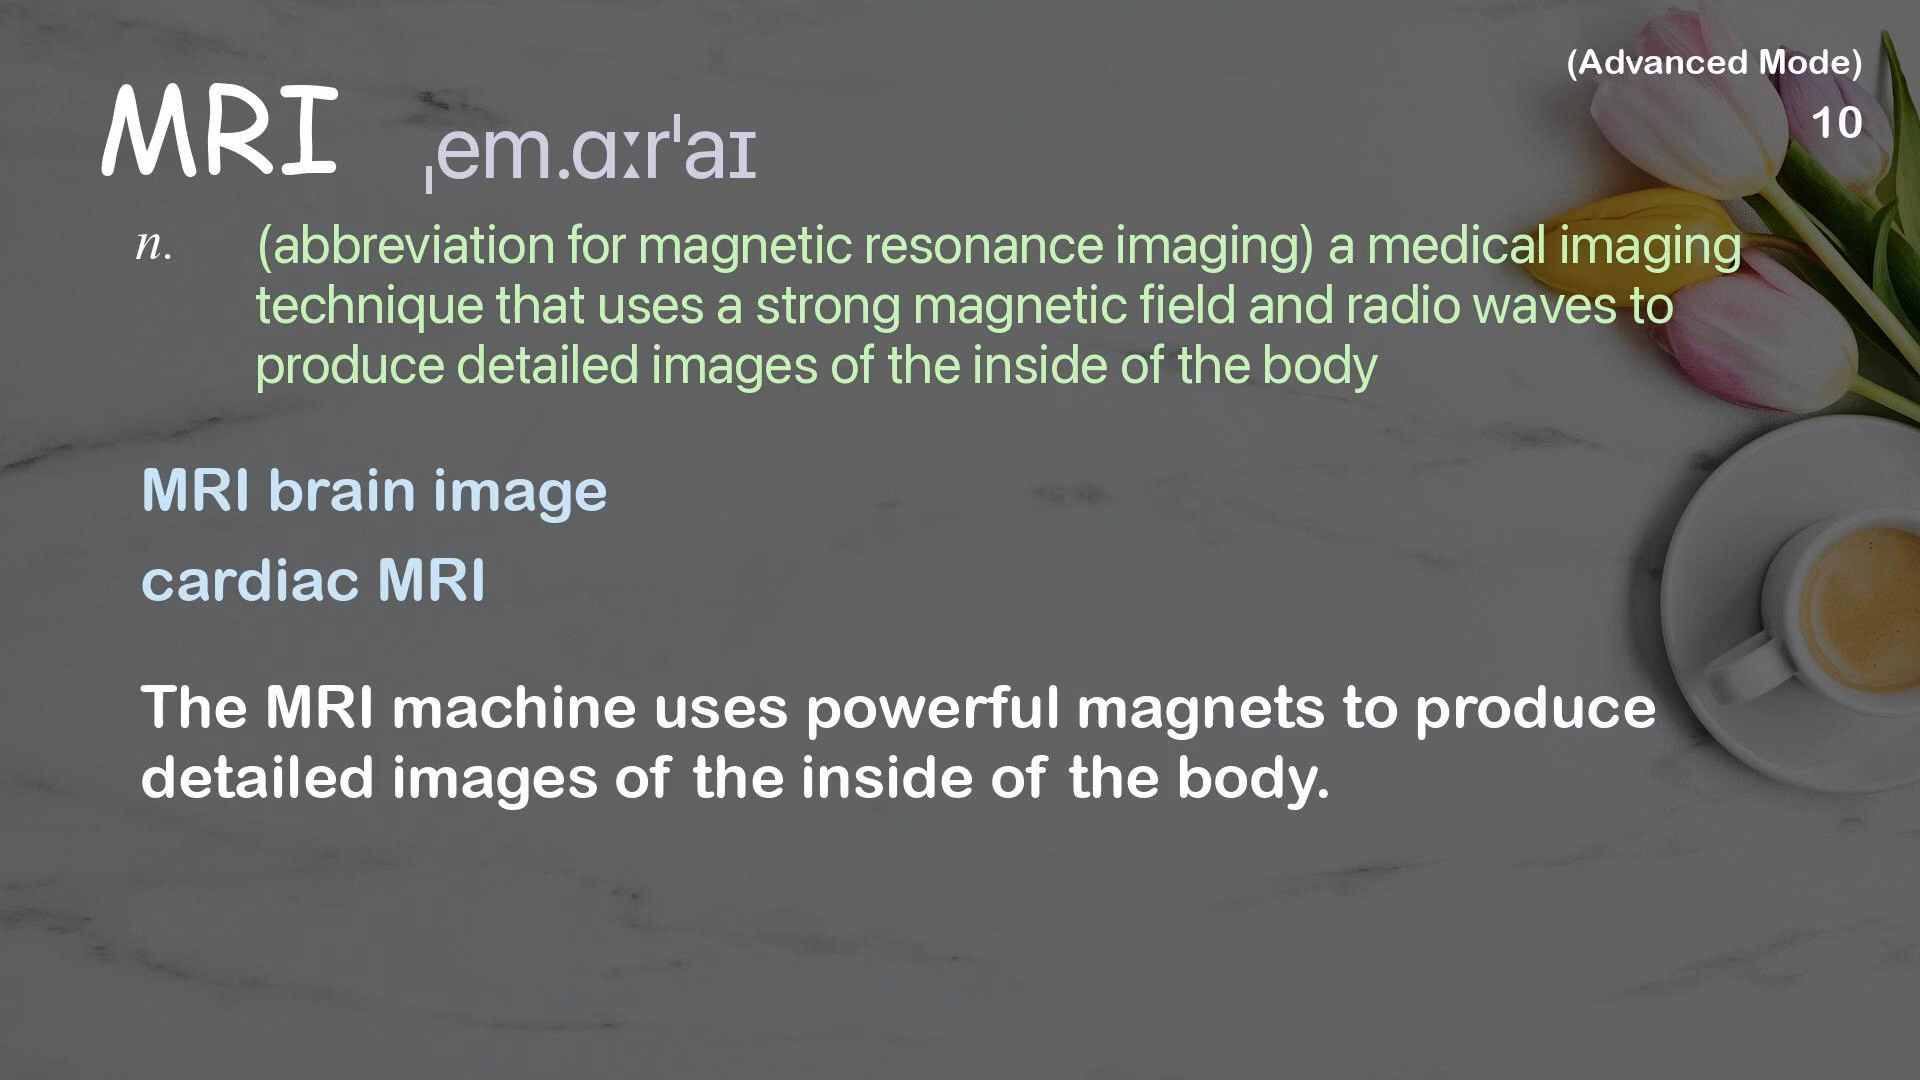 (Advanced Mode)
10
MRI ˌem.ɑːrˈaɪ
n. (abbreviation for magnetic resonance imaging) a medical imaging
technique that uses a strong magnetic field and radio waves to
produce detailed images of the inside of the body
MRI brain image
cardiac MRI
The MRI machine uses powerful magnets to produce
detailed images of the inside of the body.